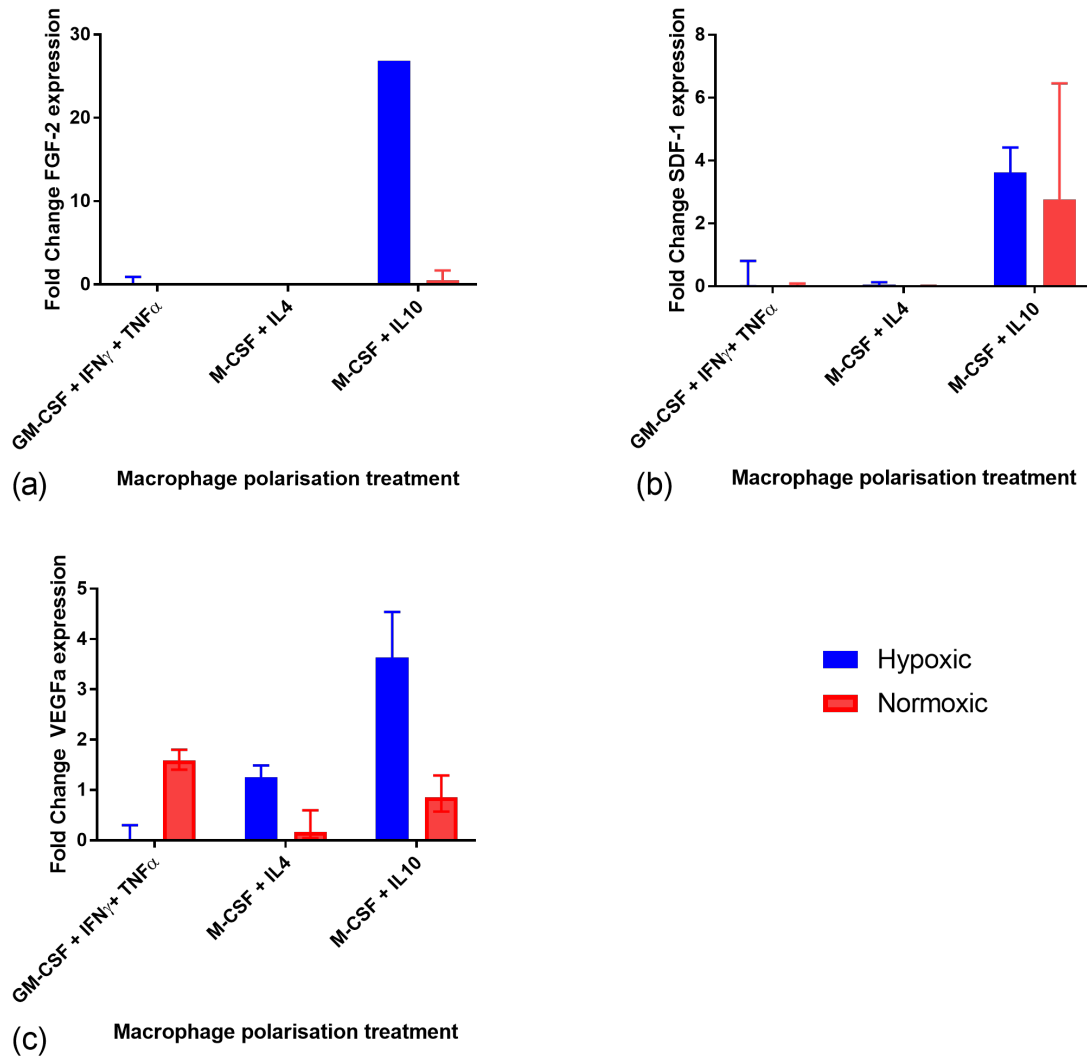 Fold Change FGF-2 expression
30
20
10
0
GM-CSF + IFNγ + TNFα
M-CSF + IL4
M-CSF + IL10
(a)
Macrophage polarisation treatment
Fold Change SDF-1 expression
8
6
4
2
0
GM-CSF + IFNγ+ TNFα
M-CSF + IL4
M-CSF + IL10
(b)
Macrophage polarisation treatment
Fold Change VEGFa expression
5
4
3
2
1
0
GM-CSF + IFNγ+ TNFα
M-CSF + IL4
M-CSF + IL10
(c)
Macrophage polarisation treatment
Hypoxic
Normoxic